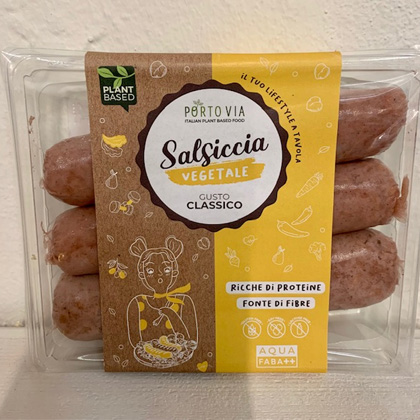 PLANT
BASED
PORTO VIA
ITALIAN PLANT BASED FOOD
IL TUO LIFESTYLE A TAVOLA
Salsiccia
VEGETALE
GUSTO
CLASSICO
RICCHE DI PROTEINE
FONTE DI FIBRE
AQUA
FABA++